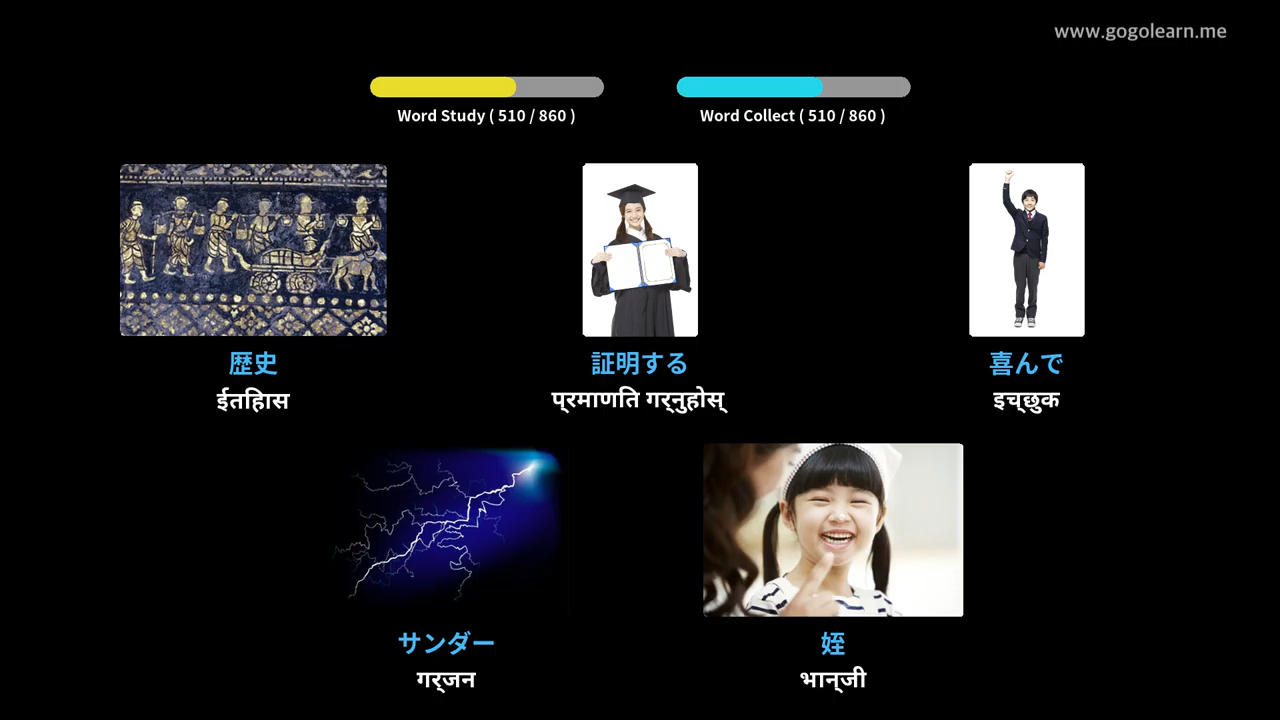 www.gogolearn.me
Word Study ( 510 / 860 )
Word Collect ( 510 / 860 )
歴史
ईतिहास
証明する
प्रमाणित गर्नुहोस्
喜んで
इच्छुक
サンダー
गर्जन
姪
भान्जी